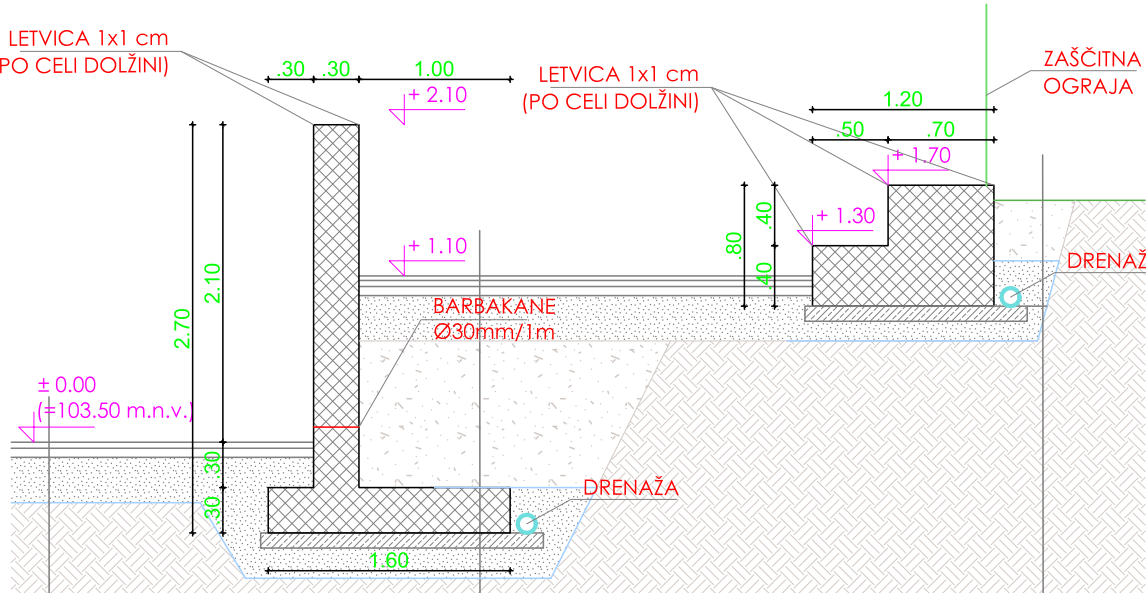 LETVICA 1x1 cm
(PO CELI DOLŽINI)
.30
.30
1.00
+ 2.10
LETVICA 1x1 cm
(PO CELI DOLŽINI)
ZAŠČITNA
OGRAJA
1.20
.50
.70
+ 1.70
.40
+ 1.30
.80
.40
+ 1.10
DRENAŽ
2.10
2.70
BARBAKANE
Ø30mm/1m
± 0.00
(=103.50 m.n.v.)
.30
.30
DRENAŽA
1.60